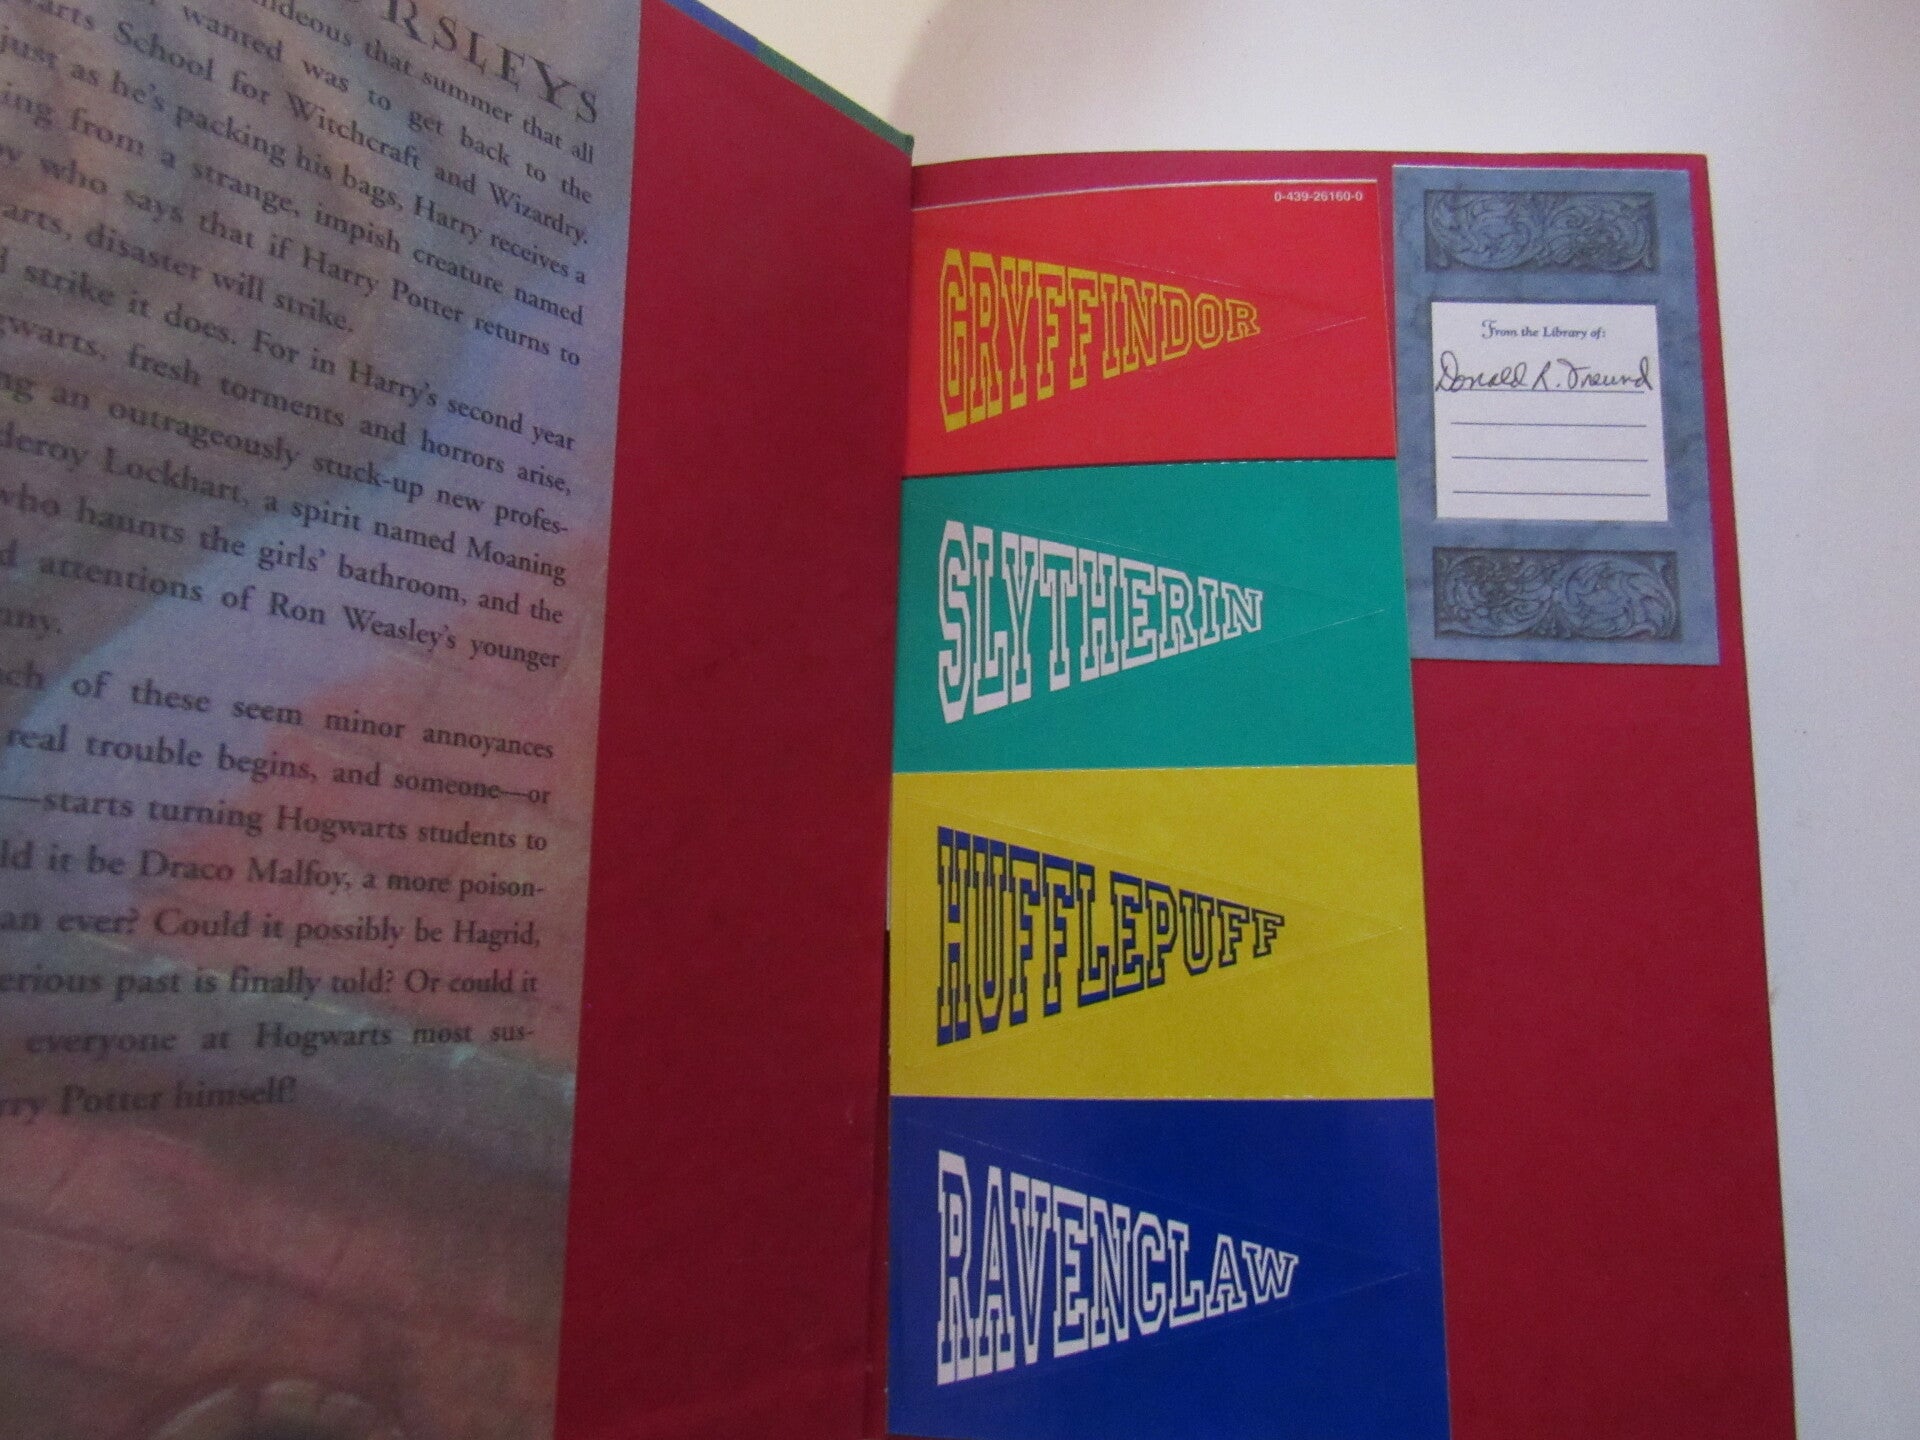 RSLEYS
ideous that summer that all
wanted was to get back to the
arts School for Witchcraft and Wizardry.
just as he's packing his bags, Harry receives a
ing from a strange, impish creature named
who says that if Harry Potter returns to
arts, disaster will strike.
strike it does. For in Harry's second year
gwarts, fresh torments and horrors arise,
ng an outrageously stuck-up new profes-
deroy Lockhart, a spirit named Moaning
who haunts the girls' bathroom, and the
d attentions of Ron Weasley's younger
nny.
ch of these seem minor annoyances
real trouble begins, and someone—or
—starts turning Hogwarts students to
ld it be Draco Malfoy, a more poison-
an ever? Could it possibly be Hagrid,
erious past is finally told? Or could it
everyone at Hogwarts most sus-
rry Potter himself!
0-439-26160-0
GRYFFINDOR
SLYTHERIN
HUFFLEPUFF
RAVENCLAW
From the Library of:
Donald R. Freund